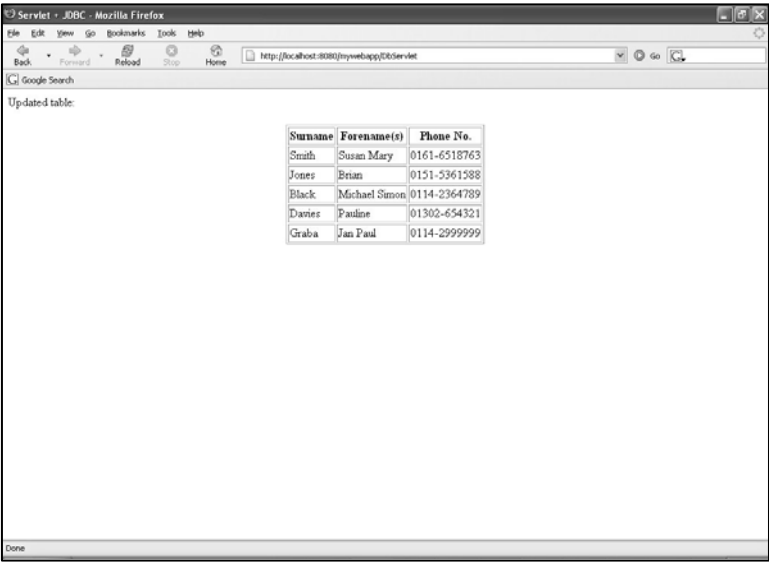 Servlet + JDBC - Mozilla Firefox
File Edit View Go Bookmarks Tools Help
Back Forward Reload Stop Home http://localhost:8080/mywebapp/DbServlet Go G
G Google Search
Updated table:
Surname Forename(s) Phone No.
Smith Susan Mary 0161-6518763
Jones Brian 0151-5361588
Black Michael Simon 0114-2364789
Davies Pauline 01302-654321
Graba Jan Paul 0114-2999999
Done